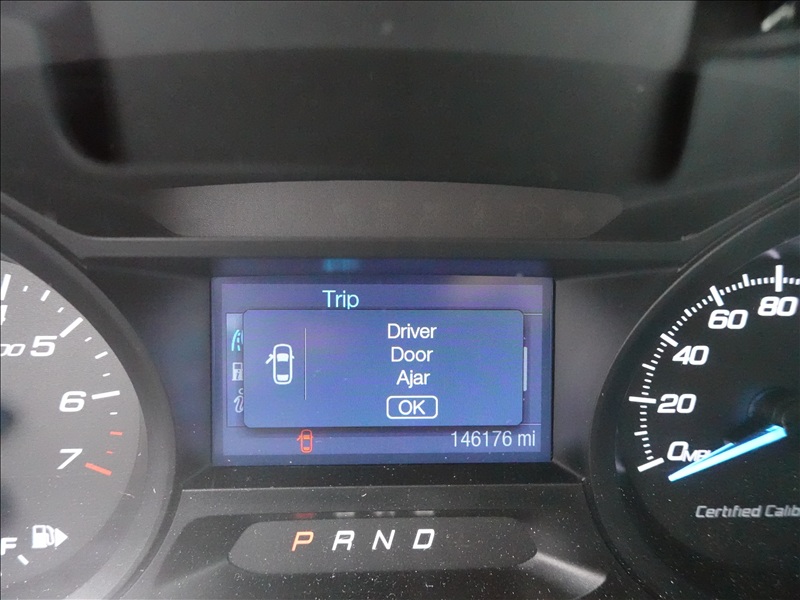 Trip
Driver
Door
Ajar
OK
146176 mi
5
6
7
F
P R N D
80
60
40
20
0
Certified Calib